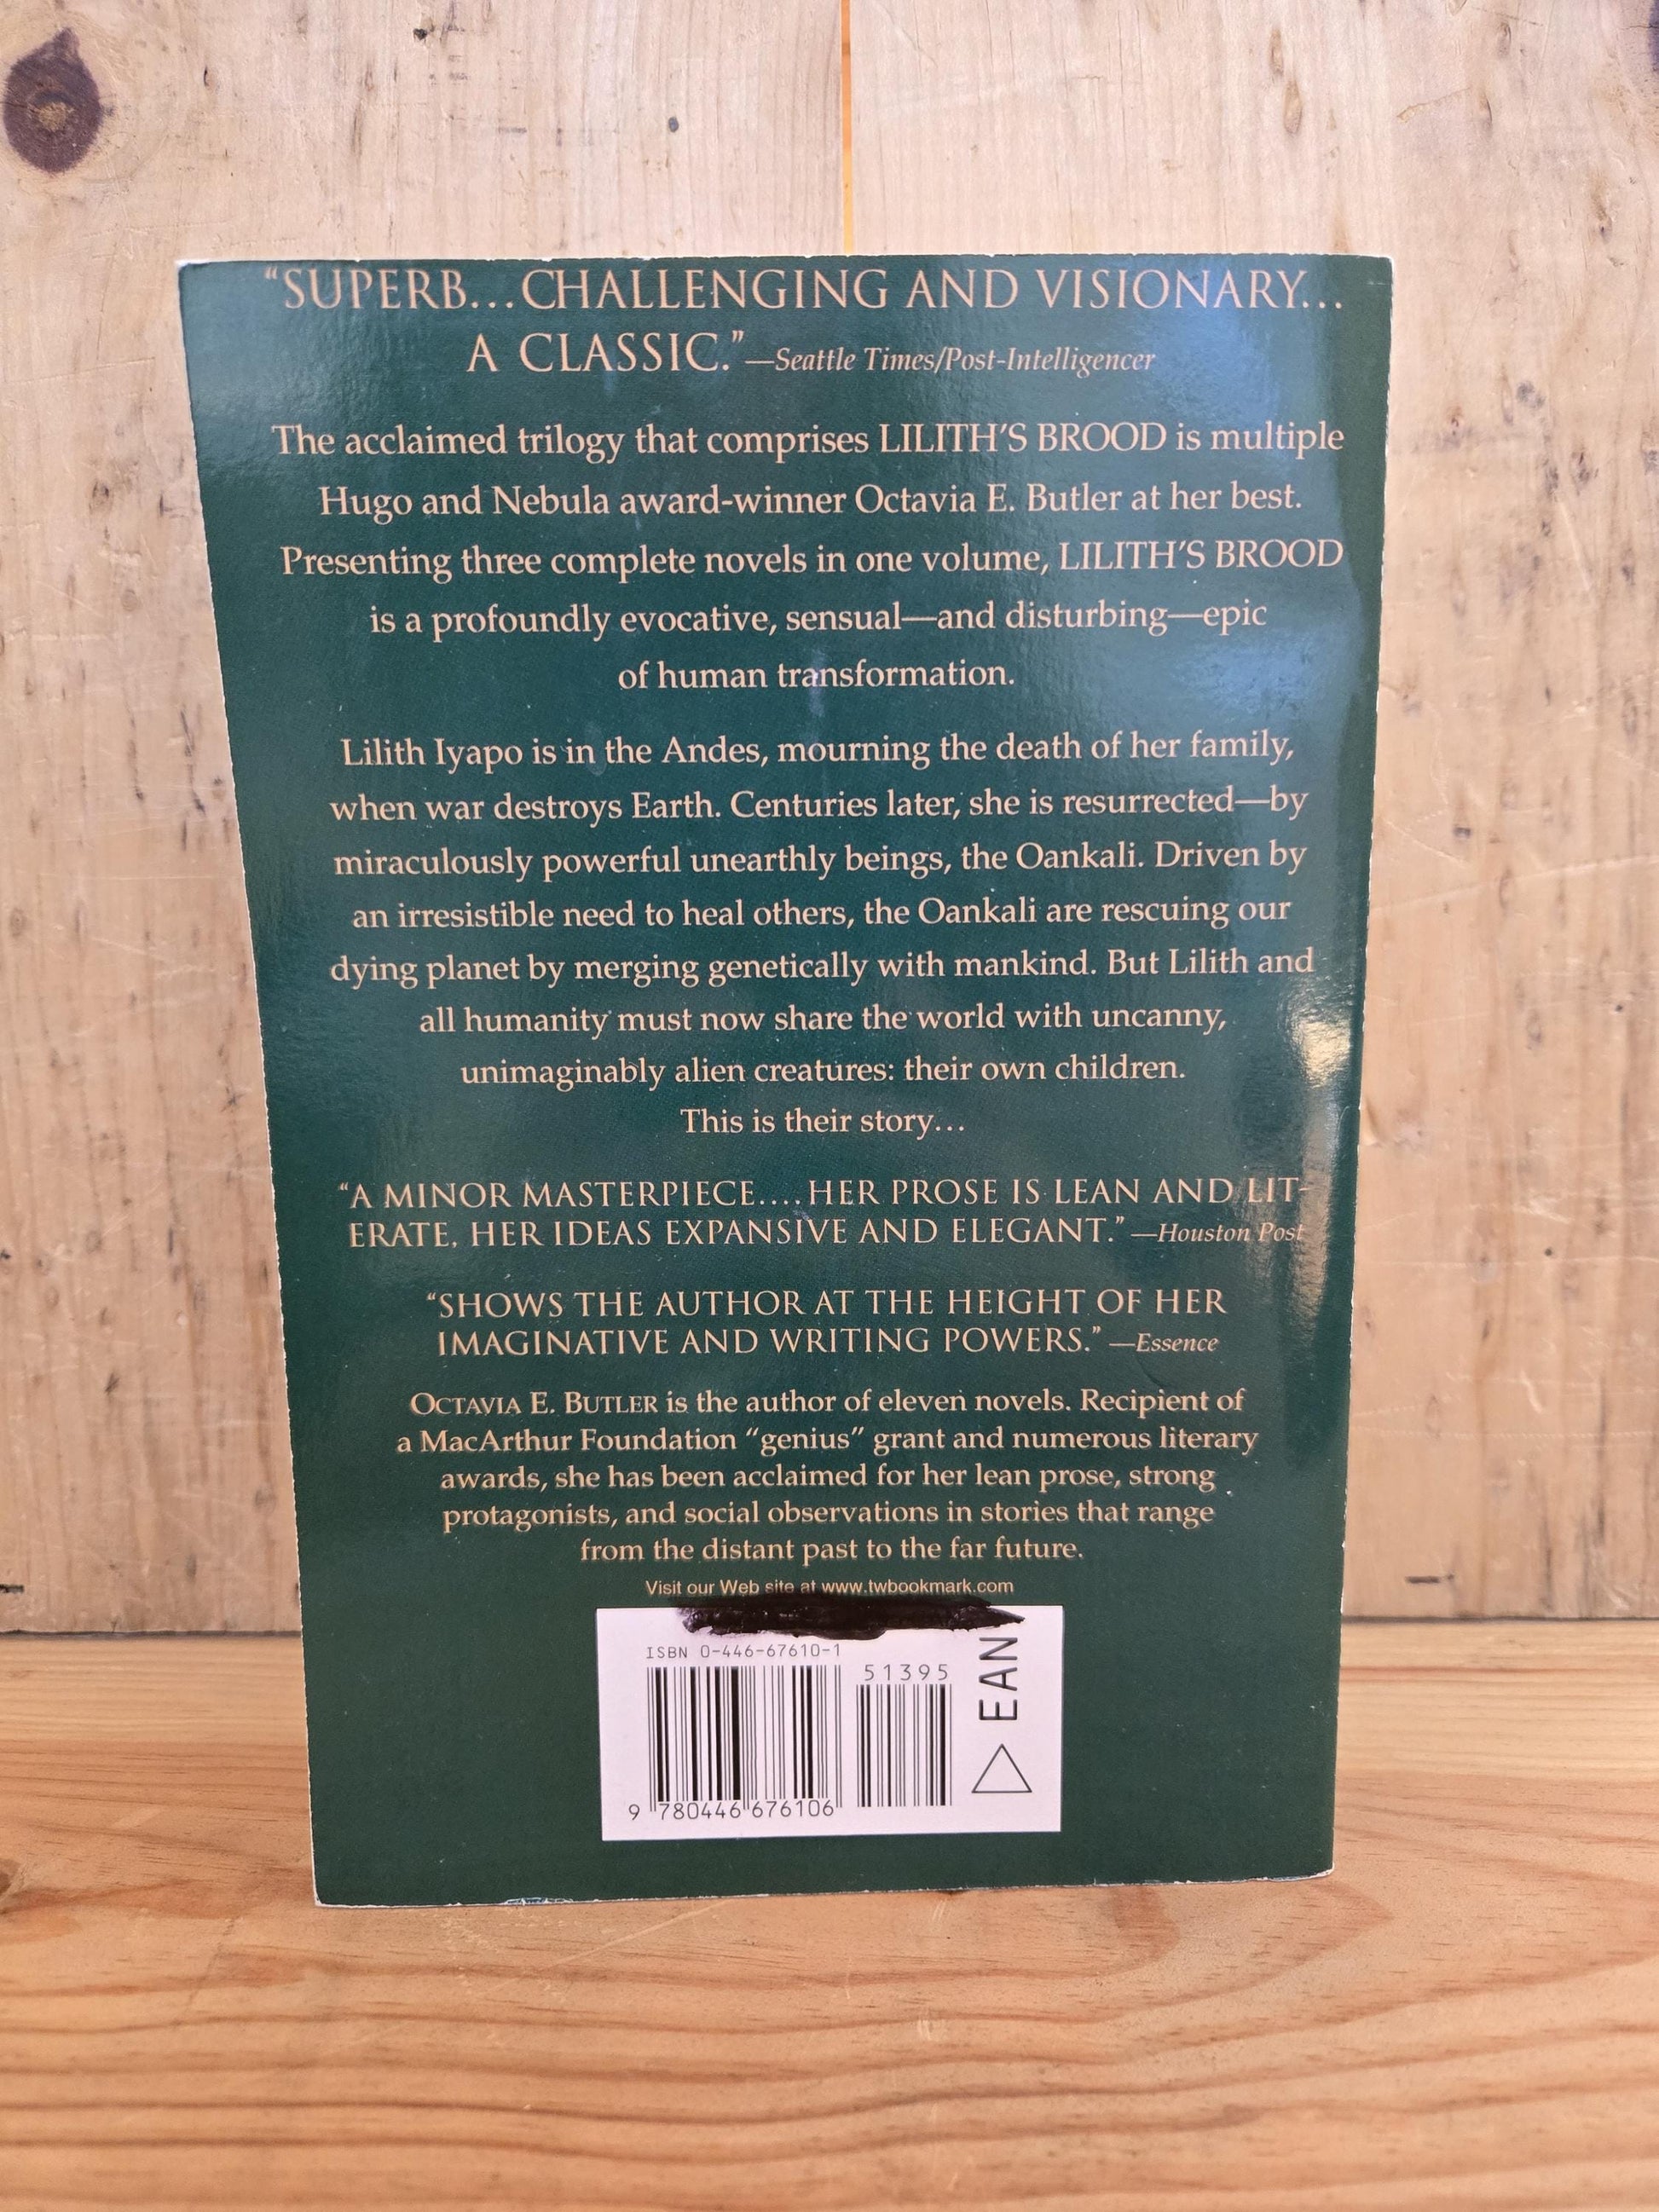 “SUPERB...CHALLENGING AND VISIONARY...
A CLASSIC.”—Seattle Times/Post-Intelligencer
The acclaimed trilogy that comprises LILITH’S BROOD is multiple
Hugo and Nebula award-winner Octavia E. Butler at her best.
Presenting three complete novels in one volume, LILITH’S BROOD
is a profoundly evocative, sensual—and disturbing—epic
of human transformation.
Lilith Iyapo is in the Andes, mourning the death of her family,
when war destroys Earth. Centuries later, she is resurrected—by
miraculously powerful unearthly beings, the Oankali. Driven by
an irresistible need to heal others, the Oankali are rescuing our
dying planet by merging genetically with mankind. But Lilith and
all humanity must now share the world with uncanny,
unimaginably alien creatures: their own children.
This is their story...
“A MINOR MASTERPIECE....HER PROSE IS LEAN AND LIT-
ERATE, HER IDEAS EXPANSIVE AND ELEGANT.” —Houston Post
“SHOWS THE AUTHOR AT THE HEIGHT OF HER
IMAGINATIVE AND WRITING POWERS.” —Essence
OCTAVIA E. BUTLER is the author of eleven novels. Recipient of
a MacArthur Foundation “genius” grant and numerous literary
awards, she has been acclaimed for her lean prose, strong
protagonists, and social observations in stories that range
from the distant past to the far future.
Visit our Web site at www.twbookmark.com
ISBN 0-446-67610-1
51395
EAN
9 780446 676106